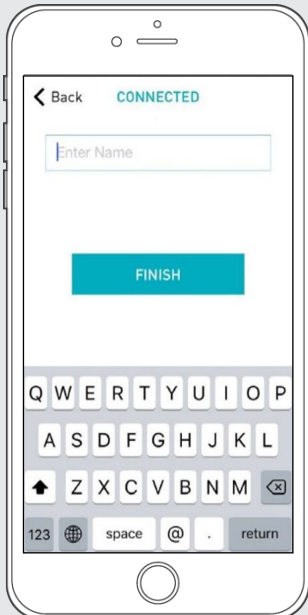 Back CONNECTED
Enter Name
FINISH
Q W E R T Y U I O P
A S D F G H J K L
Z X C V B N M
123 space @ . return